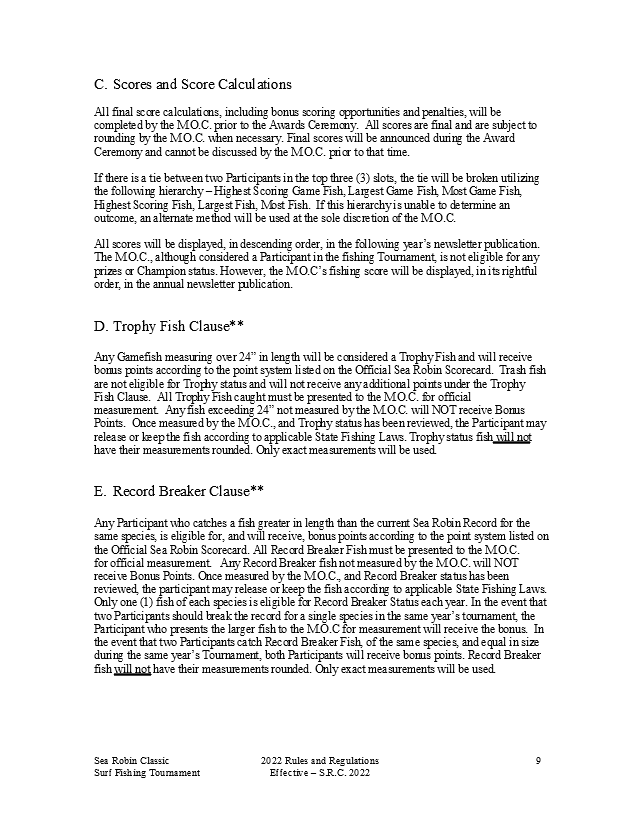 C. Scores and Score Calculations
All final score calculations, including bonus scoring opportunities and penalties, will be
completed by the M.O.C. prior to the Awards Ceremony.  All scores are final and are subject to
rounding by the M.O.C. when necessary. Final scores will be announced during the Award
Ceremony and cannot be discussed by the M.O.C. prior to that time.
If there is a tie between two Participants in the top three (3) slots, the tie will be broken utilizing
the following hierarchy – Highest Scoring Game Fish, Largest Game Fish, Most Game Fish,
Highest Scoring Fish, Largest Fish, Most Fish.  If this hierarchy is unable to determine an
outcome, an alternate method will be used at the sole discretion of the M.O.C.
All scores will be displayed, in descending order, in the following year’s newsletter publication.
The M.O.C., although considered a Participant in the fishing Tournament, is not eligible for any
prizes or Champion status. However, the M.O.C’s fishing score will be displayed, in its rightful
order, in the annual newsletter publication.
D. Trophy Fish Clause**
Any Gamefish measuring over 24” in length will be considered a Trophy Fish and will receive
bonus points according to the point system listed on the Official Sea Robin Scorecard.  Trash fish
are not eligible for Trophy status and will not receive any additional points under the Trophy
Fish Clause.  All Trophy Fish caught must be presented to the M.O.C. for official
measurement.  Any fish exceeding 24” not measured by the M.O.C. will NOT receive Bonus
Points.  Once measured by the M.O.C., and Trophy status has been reviewed, the Participant may
release or keep the fish according to applicable State Fishing Laws. Trophy status fish will not
have their measurements rounded. Only exact measurements will be used.
E. Record Breaker Clause**
Any Participant who catches a fish greater in length than the current Sea Robin Record for the
same species, is eligible for, and will receive, bonus points according to the point system listed on
the Official Sea Robin Scorecard. All Record Breaker Fish must be presented to the M.O.C.
for official measurement.  Any Record Breaker fish not measured by the M.O.C. will NOT
receive Bonus Points. Once measured by the M.O.C., and Record Breaker status has been
reviewed, the participant may release or keep the fish according to applicable State Fishing Laws.
Only one (1) fish of each species is eligible for Record Breaker Status each year. In the event that
two Participants should break the record for a single species in the same year’s tournament, the
Participant who presents the larger fish to the M.O.C for measurement will receive the bonus.  In
the event that two Participants catch Record Breaker Fish, of the same species, and equal in size
during the same year’s Tournament, both Participants will receive bonus points. Record Breaker
fish will not have their measurements rounded. Only exact measurements will be used.
Sea Robin Classic 2022 Rules and Regulations 9
Surf Fishing Tournament Effective – S.R.C. 2022